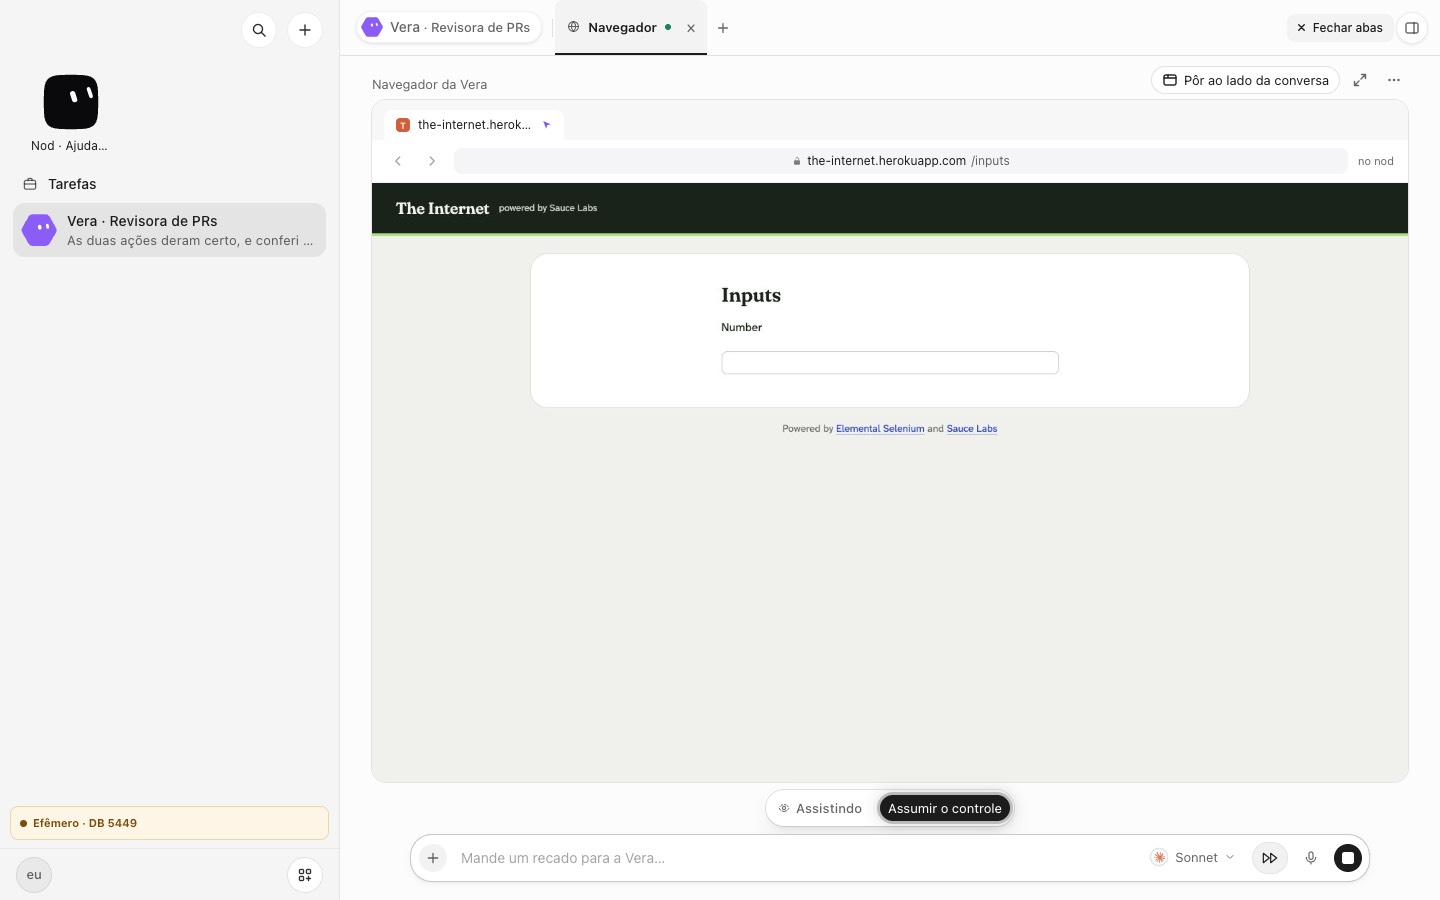 Nod · Ajuda...
Tarefas
Vera · Revisora de PRs
As duas ações deram certo, e conferi ...
Efêmero · DB 5449
eu
Vera · Revisora de PRs
Navegador
Fechar abas
Navegador da Vera
Pôr ao lado da conversa
T the-internet.herok...
the-internet.herokuapp.com /inputs
no nod
The Internet powered by Sauce Labs
Inputs
Number
Powered by Elemental Selenium and Sauce Labs
Assistindo
Assumir o controle
Mande um recado para a Vera...
Sonnet